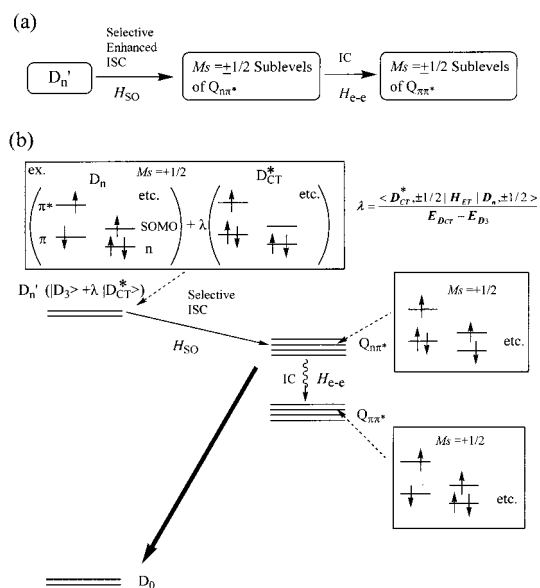 (a)
Selective
Enhanced
ISC
Dn'
HSO
Ms = ±1/2 Sublevels
of Qnπ*
IC
He-e
Ms = ±1/2 Sublevels
of Qππ*
(b)
ex.
Dn
Ms =+1/2
D*CT
etc.
etc.
π*
SOMO
+ λ
π
n
λ = < D*CT, ±1/2 | HET | Dn, ±1/2 >
EDCT - ED3
Dn' (|D3> +λ |D*CT>)
Selective
ISC
HSO
Ms =+1/2
etc.
Qnπ*
IC
He-e
Qππ*
Ms =+1/2
etc.
D0